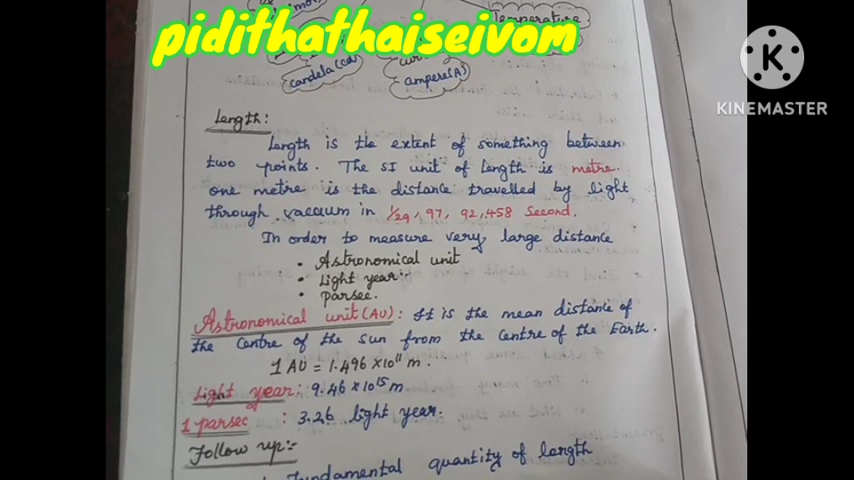 Temperature
pidithathaiseivom
K
KINEMASTER
candela(cd)
ampere(A)
Length:
Length is the extent of something between
two points. The SI unit of Length is metre.
one metre is the distance travelled by light
through vacuum in 1/29,97,92,458 Second.
In order to measure very large distance
• Astronomical unit
• Light year:-
• parsec.
Astronomical unit(AU): It is the mean distance of
the centre of the sun from the centre of the Earth.
1 AU = 1.496 × 10¹¹ m.
Light year: 9.46 × 10¹⁵ m
1 parsec : 3.26 light year.
Follow up:-
Fundamental quantity of length